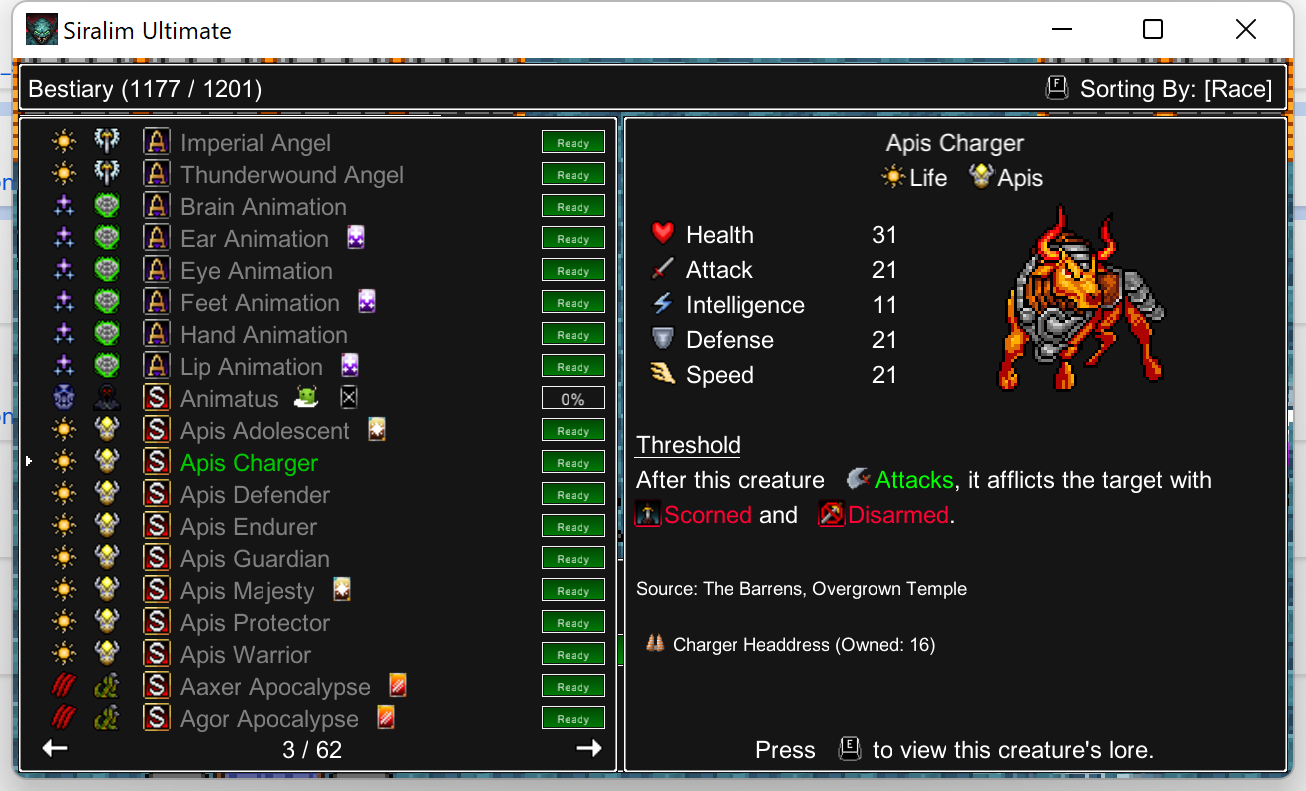 Siralim Ultimate
Bestiary (1177 / 1201)
F Sorting By: [Race]
A Imperial Angel Ready
A Thunderwound Angel Ready
A Brain Animation Ready
A Ear Animation Ready
A Eye Animation Ready
A Feet Animation Ready
A Hand Animation Ready
A Lip Animation Ready
S Animatus 0%
S Apis Adolescent Ready
S Apis Charger Ready
S Apis Defender Ready
S Apis Endurer Ready
S Apis Guardian Ready
S Apis Majesty Ready
S Apis Protector Ready
S Apis Warrior Ready
S Aaxer Apocalypse Ready
S Agor Apocalypse Ready
3 / 62
Apis Charger
Life Apis
Health 31
Attack 21
Intelligence 11
Defense 21
Speed 21
Threshold
After this creature Attacks, it afflicts the target with
Scorned and Disarmed.
Source: The Barrens, Overgrown Temple
Charger Headdress (Owned: 16)
Press E to view this creature's lore.